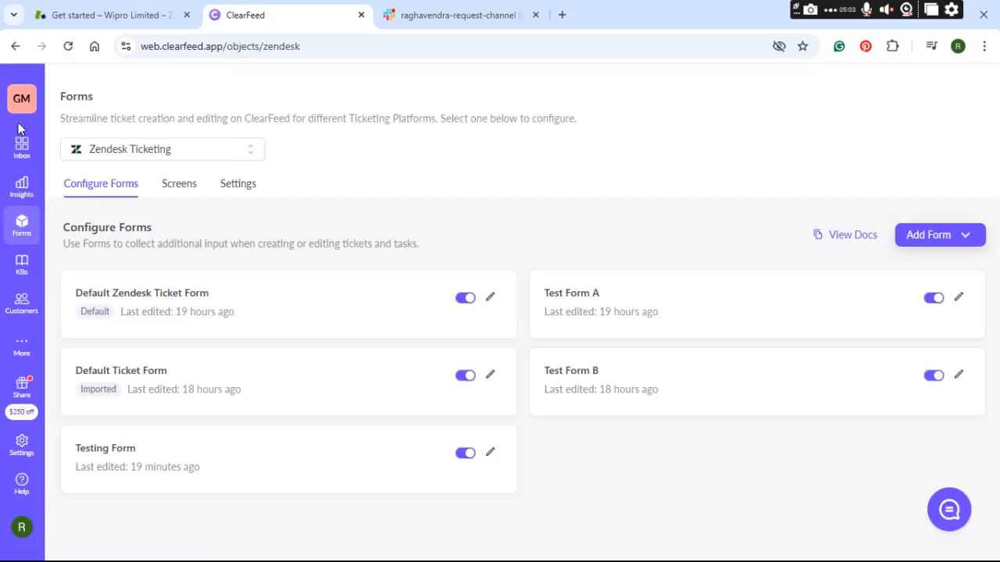 Get started – Wipro Limited – Z
ClearFeed
raghavendra-request-channel (
05:03
web.clearfeed.app/objects/zendesk
R
GM
Inbox
Insights
Forms
KBs
Customers
More
Share
$250 off
Settings
Help
R
Forms
Streamline ticket creation and editing on ClearFeed for different Ticketing Platforms. Select one below to configure.
Zendesk Ticketing
Configure Forms
Screens
Settings
Configure Forms
Use Forms to collect additional input when creating or editing tickets and tasks.
View Docs
Add Form
Default Zendesk Ticket Form
Default
Last edited: 19 hours ago
Test Form A
Last edited: 19 hours ago
Default Ticket Form
Imported
Last edited: 18 hours ago
Test Form B
Last edited: 18 hours ago
Testing Form
Last edited: 19 minutes ago